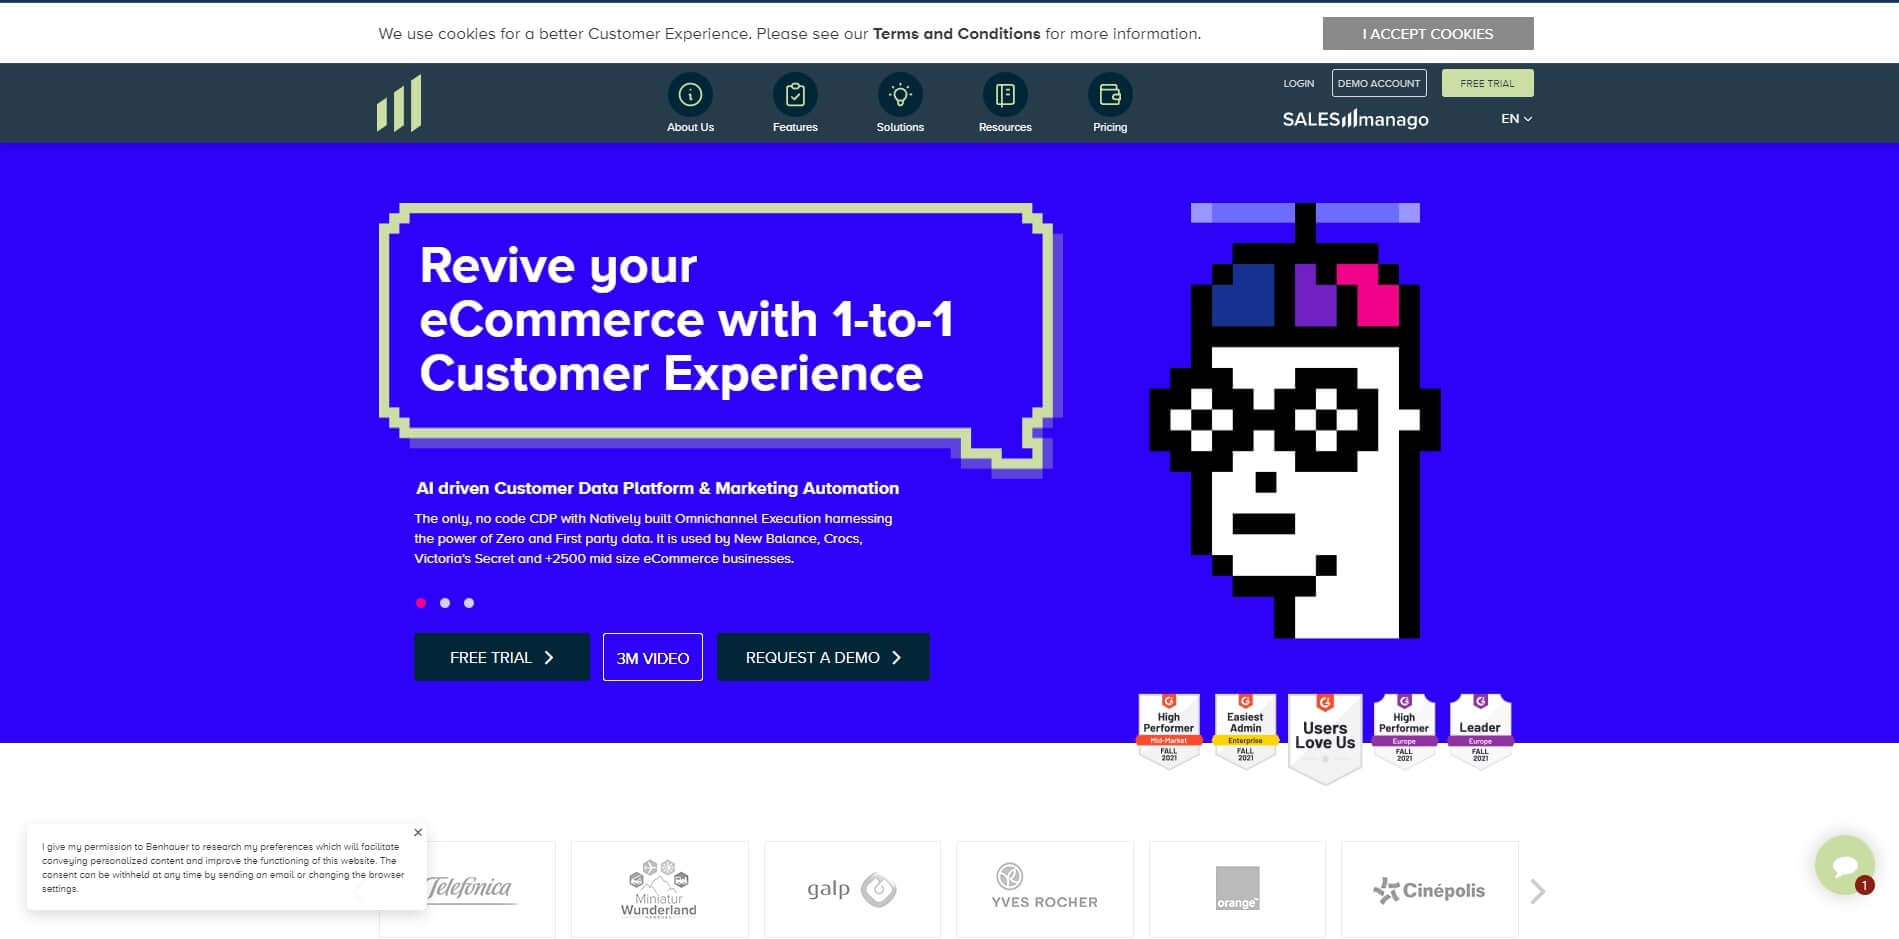 We use cookies for a better Customer Experience. Please see our Terms and Conditions for more information.
I ACCEPT COOKIES
About Us
Features
Solutions
Resources
Pricing
LOGIN
DEMO ACCOUNT
FREE TRIAL
SALESmanago
EN
Revive your
eCommerce with 1-to-1
Customer Experience
AI driven Customer Data Platform & Marketing Automation
The only, no code CDP with Natively built Omnichannel Execution harnessing
the power of Zero and First party data. It is used by New Balance, Crocs,
Victoria's Secret and +2500 mid size eCommerce businesses.
FREE TRIAL
3M VIDEO
REQUEST A DEMO
High
Performer
Mid-Market
FALL
2021
Easiest
Admin
Enterprise
FALL
2021
Users
Love Us
High
Performer
Europe
FALL
2021
Leader
Europe
FALL
2021
I give my permission to Benhauer to research my preferences which will facilitate
conveying personalized content and improve the functioning of this website. The
consent can be withheld at any time by sending an email or changing the browser
settings.
Telefónica
Miniatur
Wunderland
HAMBURG
galp
YVES ROCHER
orange™
Cinépolis
1